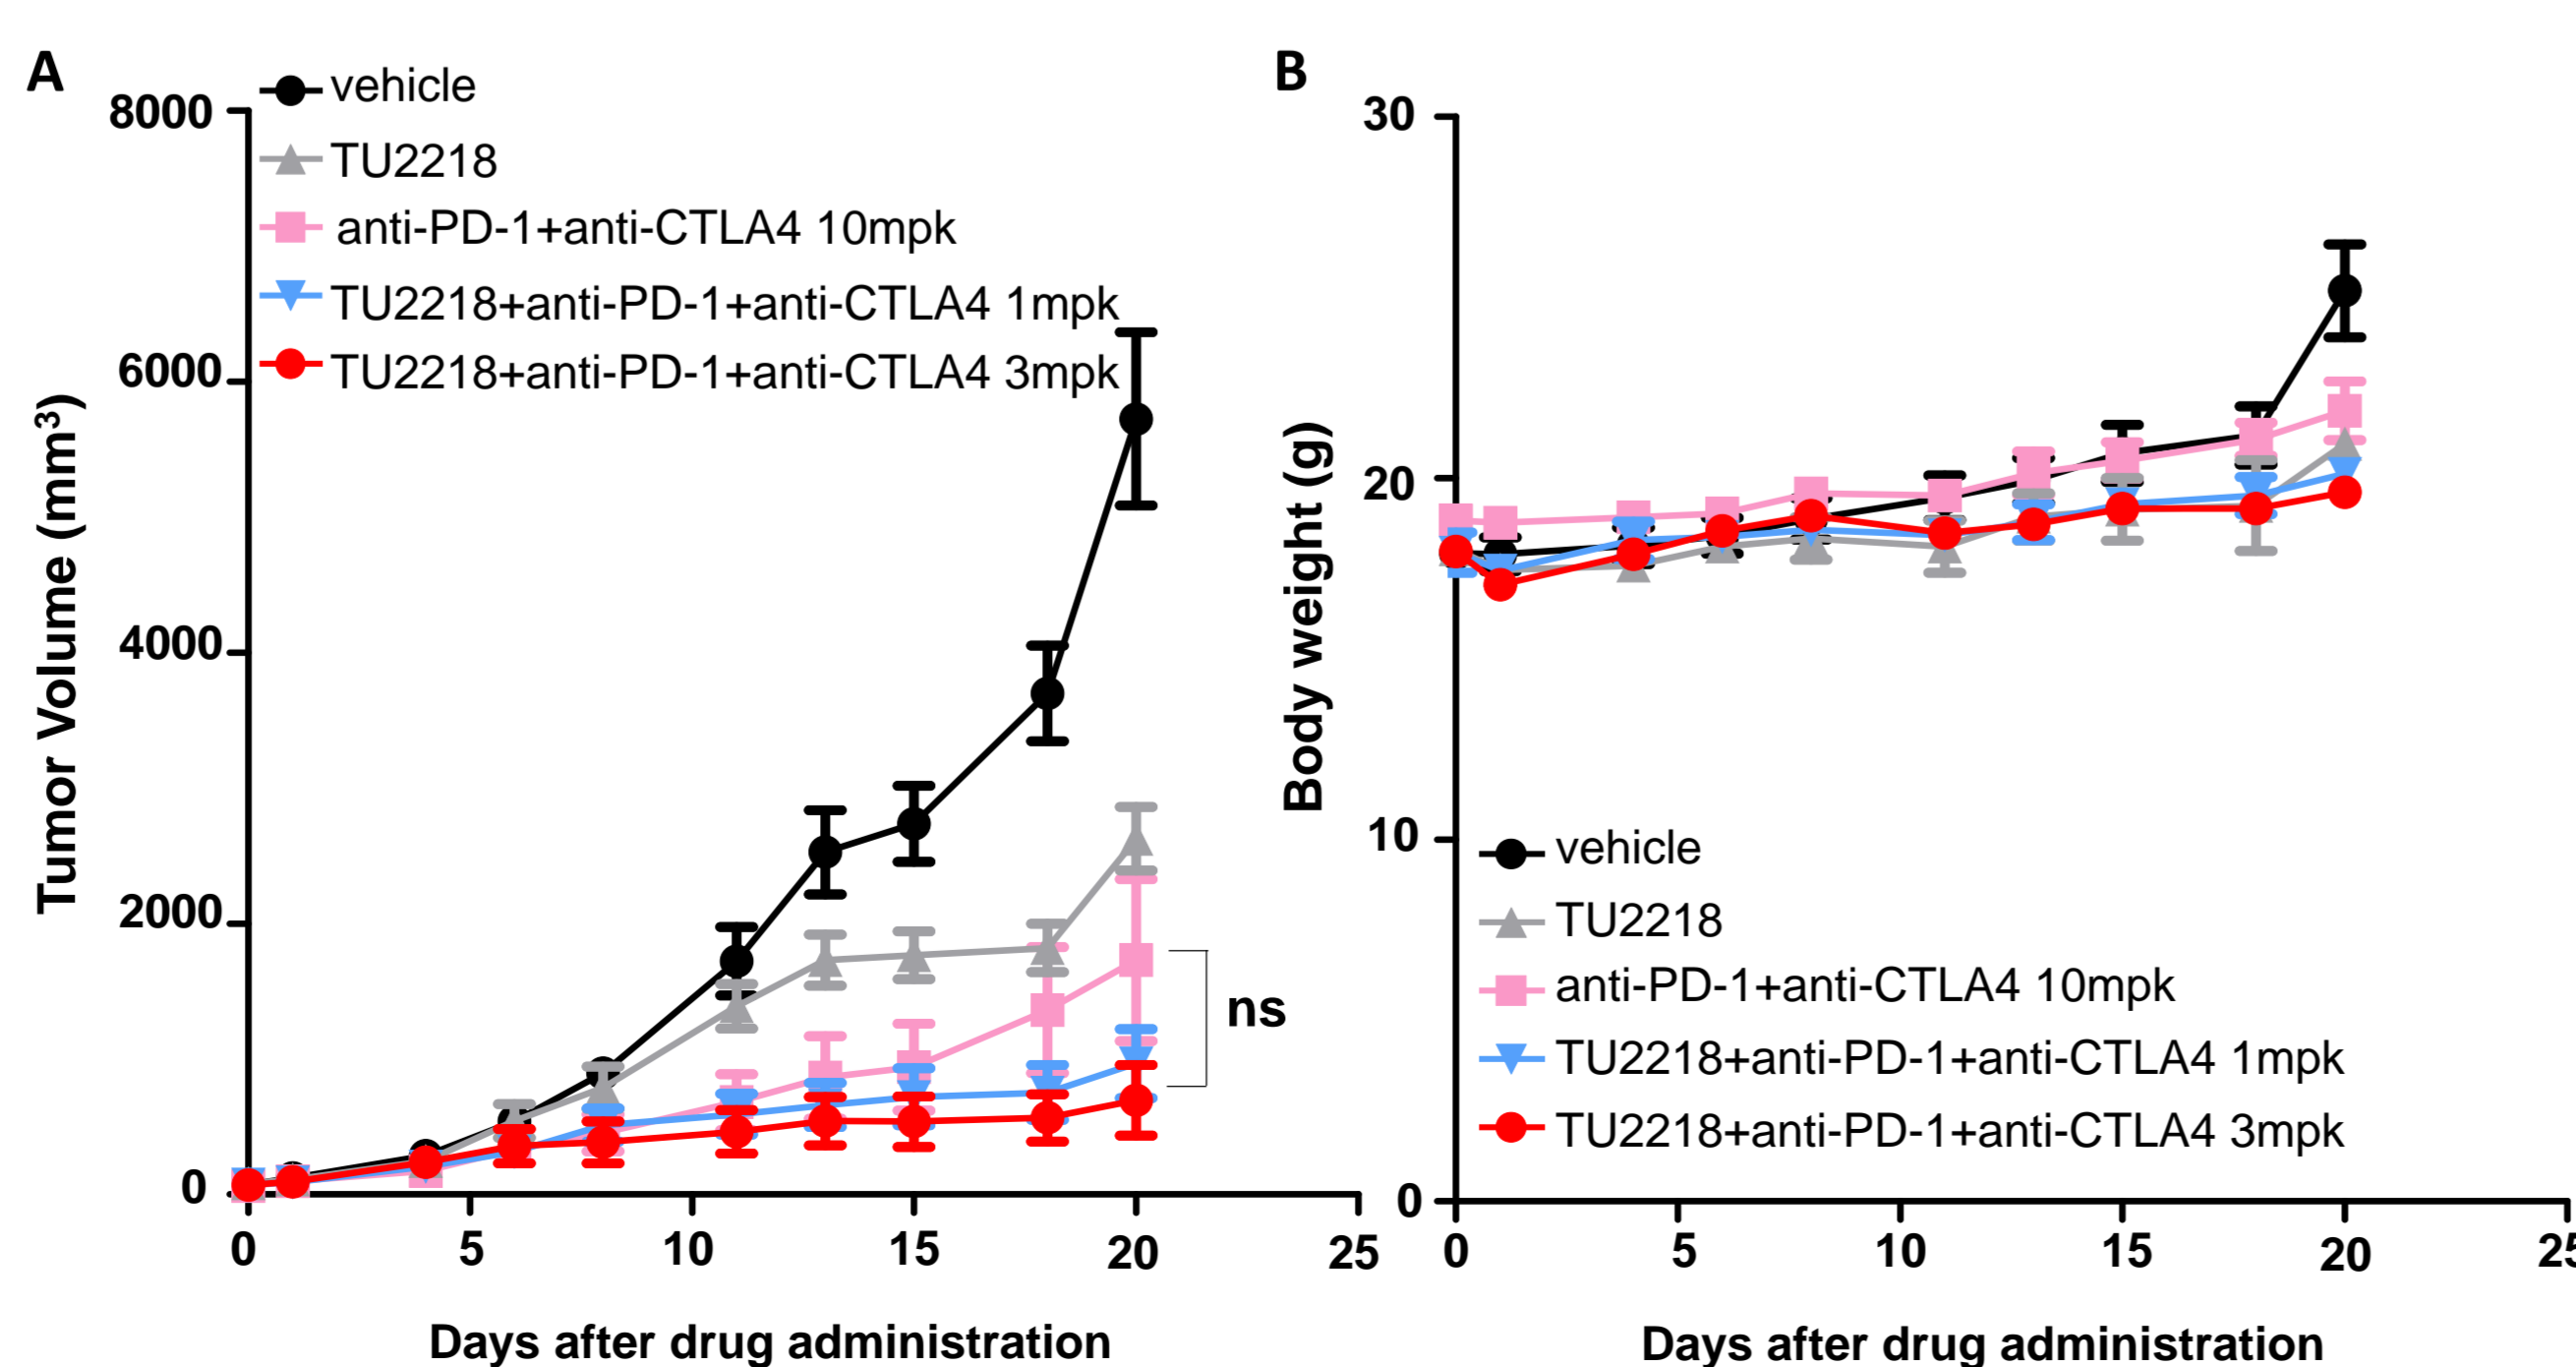 A
vehicle
TU2218
anti-PD-1+anti-CTLA4 10mpk
TU2218+anti-PD-1+anti-CTLA4 1mpk
TU2218+anti-PD-1+anti-CTLA4 3mpk
8000
6000
4000
2000
0
Tumor Volume (mm³)
ns
0 5 10 15 20 25
Days after drug administration
B
30
20
10
0
Body weight (g)
vehicle
TU2218
anti-PD-1+anti-CTLA4 10mpk
TU2218+anti-PD-1+anti-CTLA4 1mpk
TU2218+anti-PD-1+anti-CTLA4 3mpk
0 5 10 15 20 25
Days after drug administration